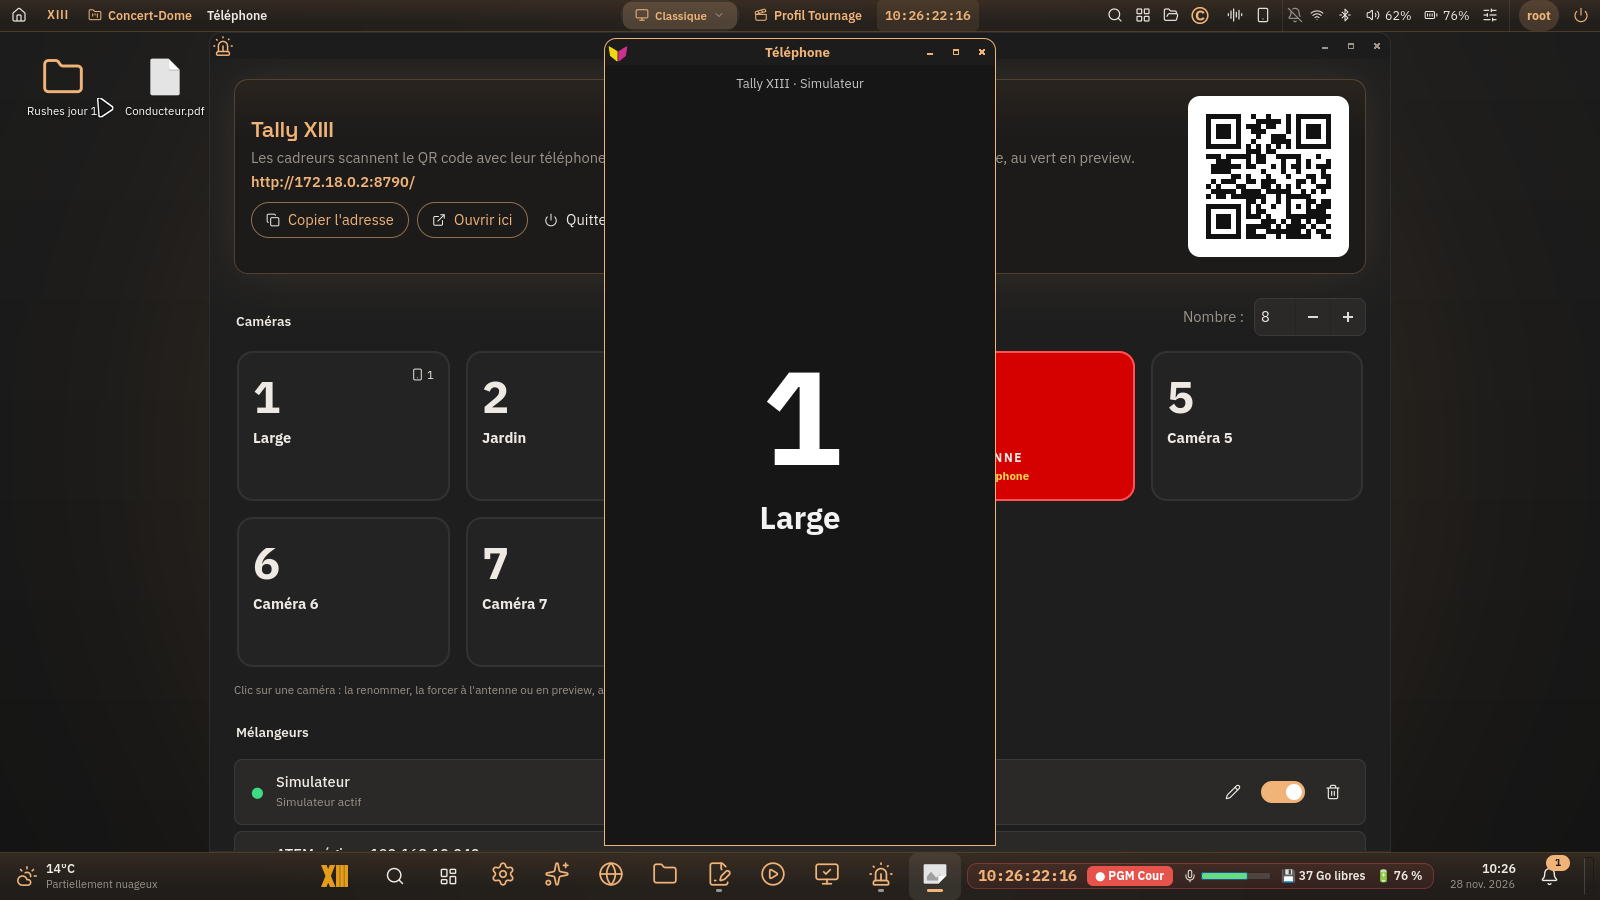 XIII Concert-Dome Téléphone Classique Profil Tournage 10:26:22:16 62% 76% root
Rushes jour 1 Conducteur.pdf
Téléphone
Tally XIII · Simulateur
1
Large
Tally XIII
Les cadreurs scannent le QR code avec leur téléphone
e, au vert en preview.
http://172.18.0.2:8790/
Copier l'adresse Ouvrir ici Quitte
Caméras
Nombre : 8
1
1
Large
2
Jardin
NNE
phone
5
Caméra 5
6
Caméra 6
7
Caméra 7
Clic sur une caméra : la renommer, la forcer à l'antenne ou en preview, a
Mélangeurs
Simulateur
Simulateur actif
14°C
Partiellement nuageux
XIII
10:26:22:16 PGM Cour 37 Go libres 76 %
10:26
28 nov. 2026
1